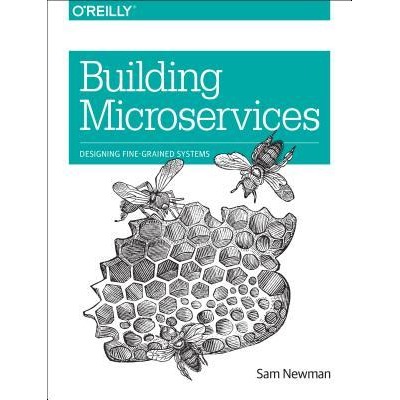 O'REILLY®
Building
Microservices
DESIGNING FINE-GRAINED SYSTEMS
Sam Newman